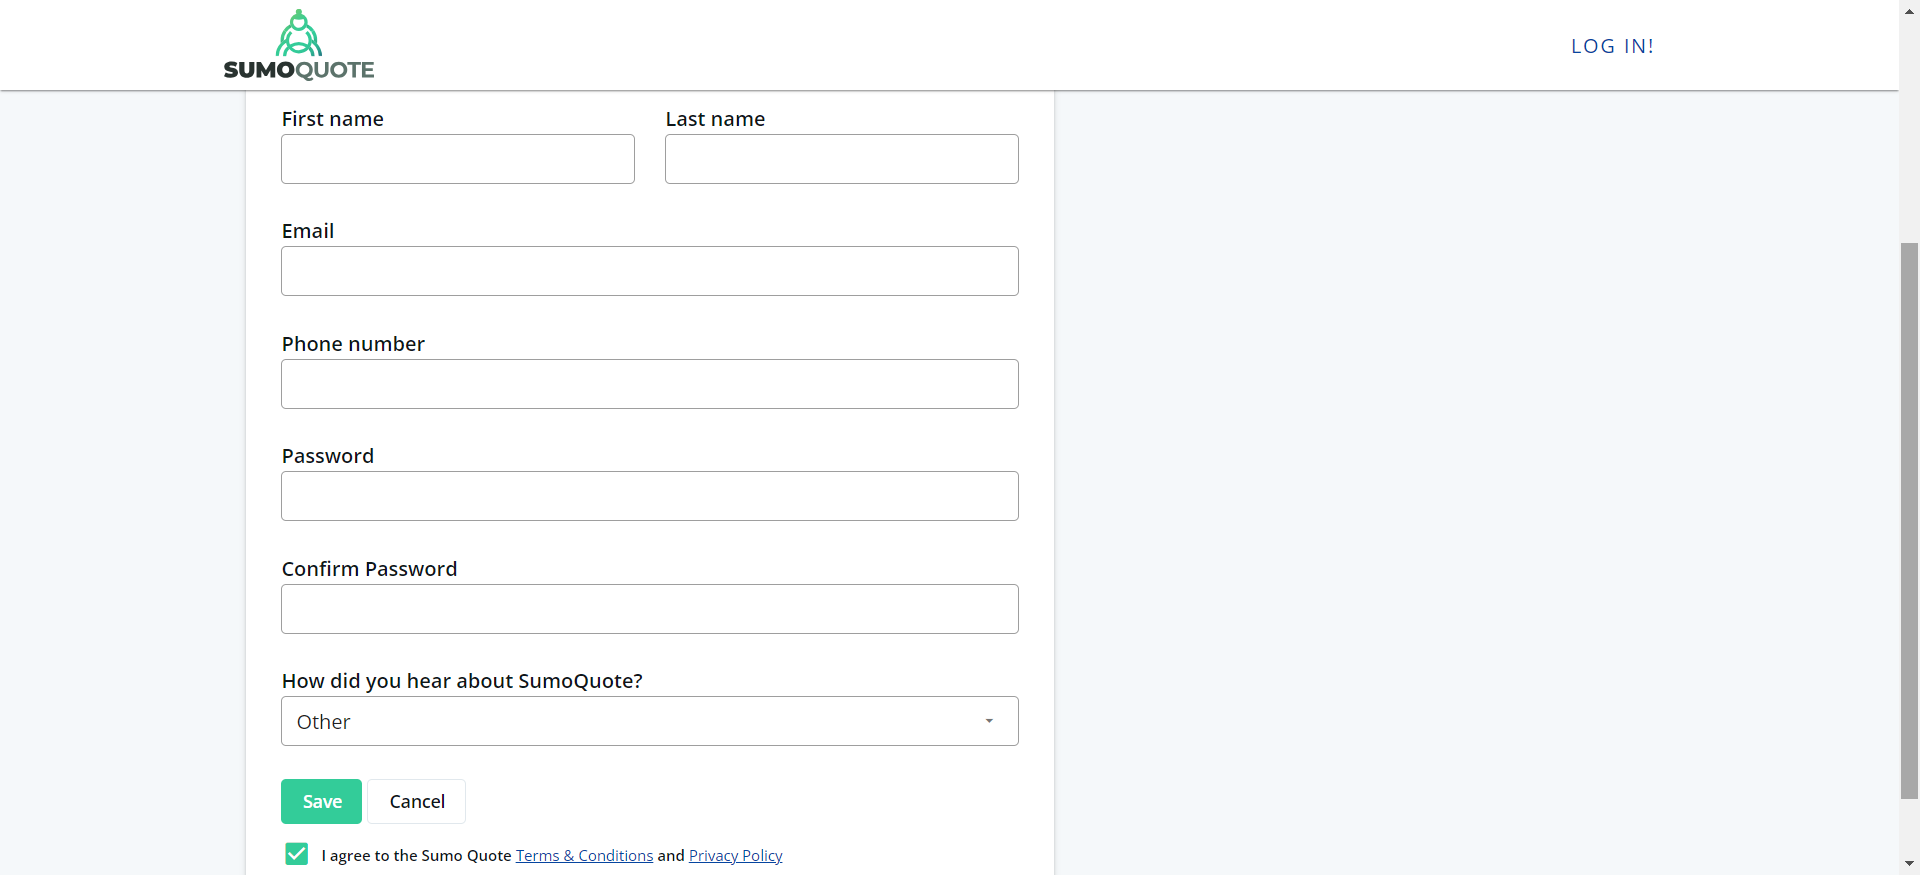 SUMOQUOTE
LOG IN!
First name
Last name
Email
Phone number
Password
Confirm Password
How did you hear about SumoQuote?
Other
Save
Cancel
I agree to the Sumo Quote Terms & Conditions and Privacy Policy